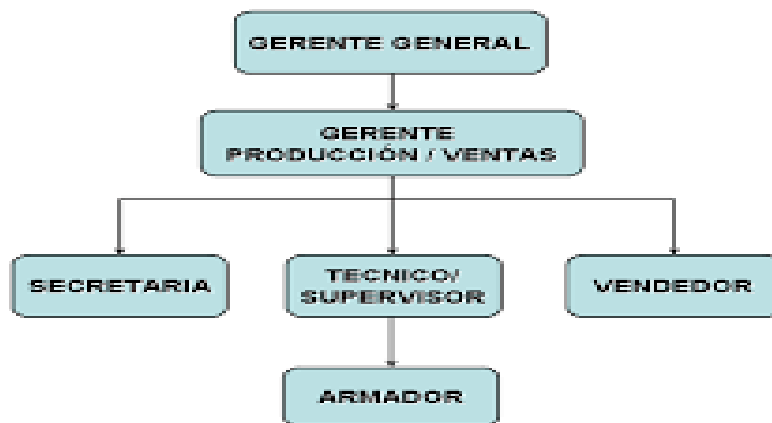 GERENTE GENERAL
GERENTE
PRODUCCIÓN / VENTAS
SECRETARIA
TECNICO/
SUPERVISOR
VENDEDOR
ARMADOR